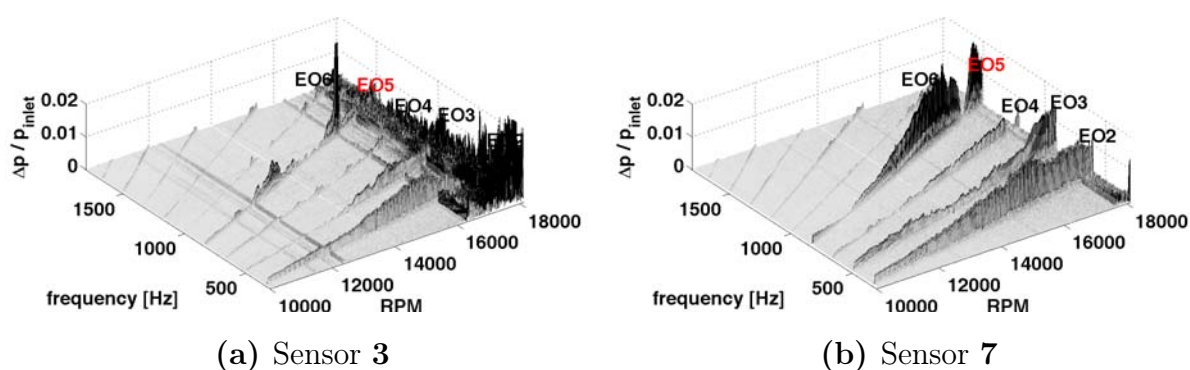 EO6
EO5
EO4
EO3
0.02
0.01
0
Δp / p_inlet
1500
1000
500
frequency [Hz]
10000
12000
14000
16000
18000
RPM
(a) Sensor 3
EO6
EO5
EO4
EO3
EO2
0.02
0.01
0
Δp / p_inlet
1500
1000
500
frequency [Hz]
10000
12000
14000
16000
18000
RPM
(b) Sensor 7